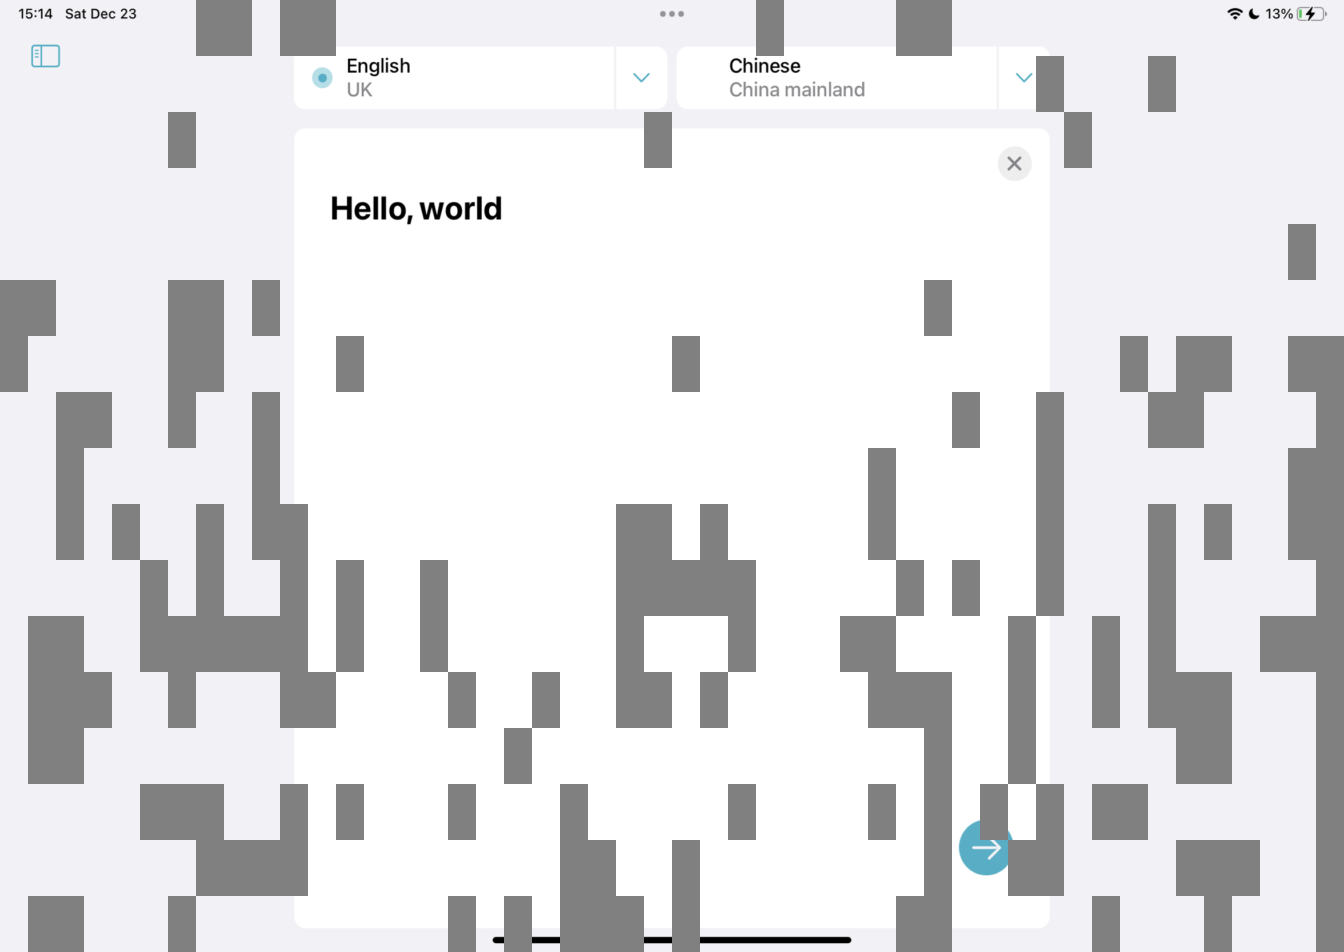 15:14 Sat Dec 23
13%
English
UK
Chinese
China mainland
Hello, world